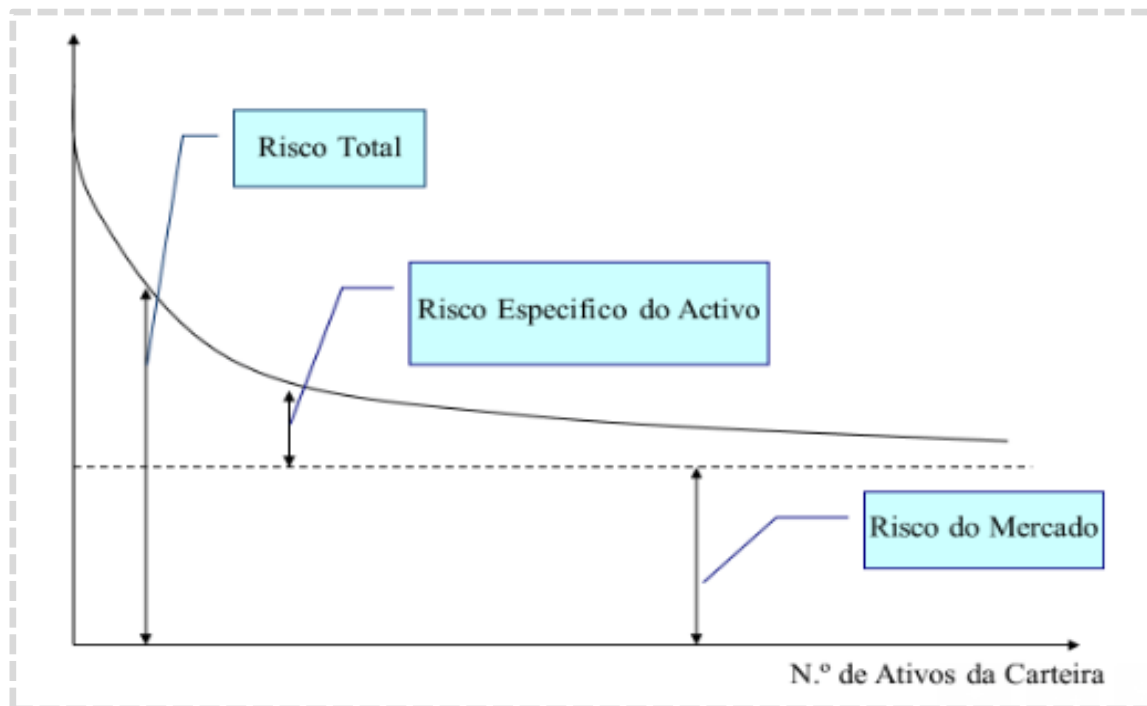 Risco Total
Risco Especifico do Activo
Risco do Mercado
N.º de Ativos da Carteira